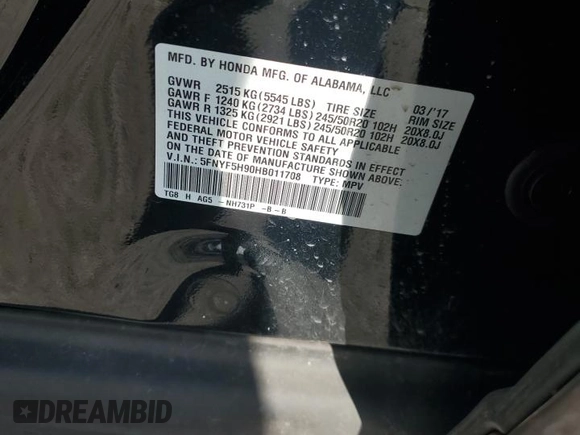 MFD. BY HONDA MFG. OF ALABAMA, LLC 03/'17
GVWR 2515 KG (5545 LBS) TIRE SIZE RIM SIZE
GAWR F 1240 KG (2734 LBS) 245/50R20 102H 20X8.0J
GAWR R 1325 KG (2921 LBS) 245/50R20 102H 20X8.0J
THIS VEHICLE CONFORMS TO ALL APPLICABLE
FEDERAL MOTOR VEHICLE SAFETY
AND THEFT PREVENTION STANDARDS IN EFFECT
ON THE DATE OF MANUFACTURE SHOWN ABOVE.
V.I.N.: 5FNYF5H90HB011708 TYPE: MPV
TG8 H AG5 -NH731P -B-B
DREAMBID